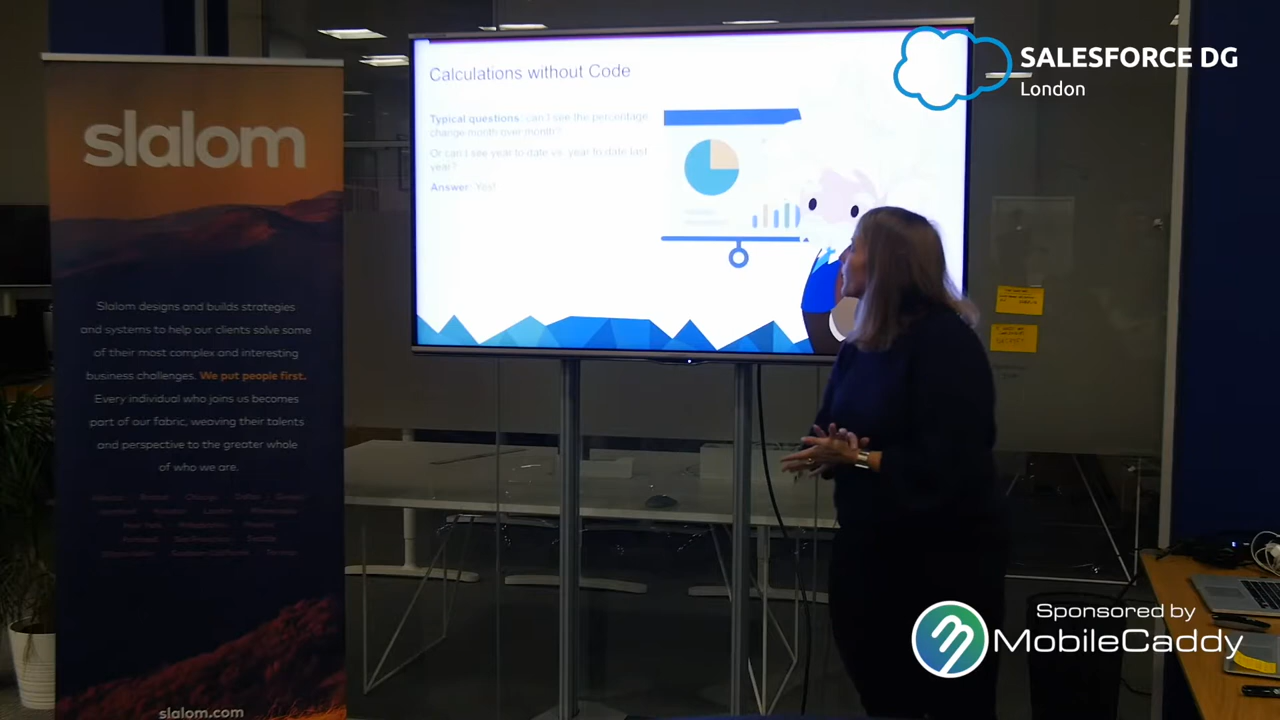 slalom
Slalom designs and builds strategies
and systems to help our clients solve some
of their most complex and interesting
business challenges. We put people first.
Every individual who joins us becomes
part of our fabric, weaving their talents
and perspective to the greater whole
of who we are.
slalom.com
Calculations without Code
Typical questions: can I see the percentage
change month over month?
Or can I see year to date vs. year to date last
year?
Answer: Yes!
SALESFORCE DG
London
Sponsored by
MobileCaddy